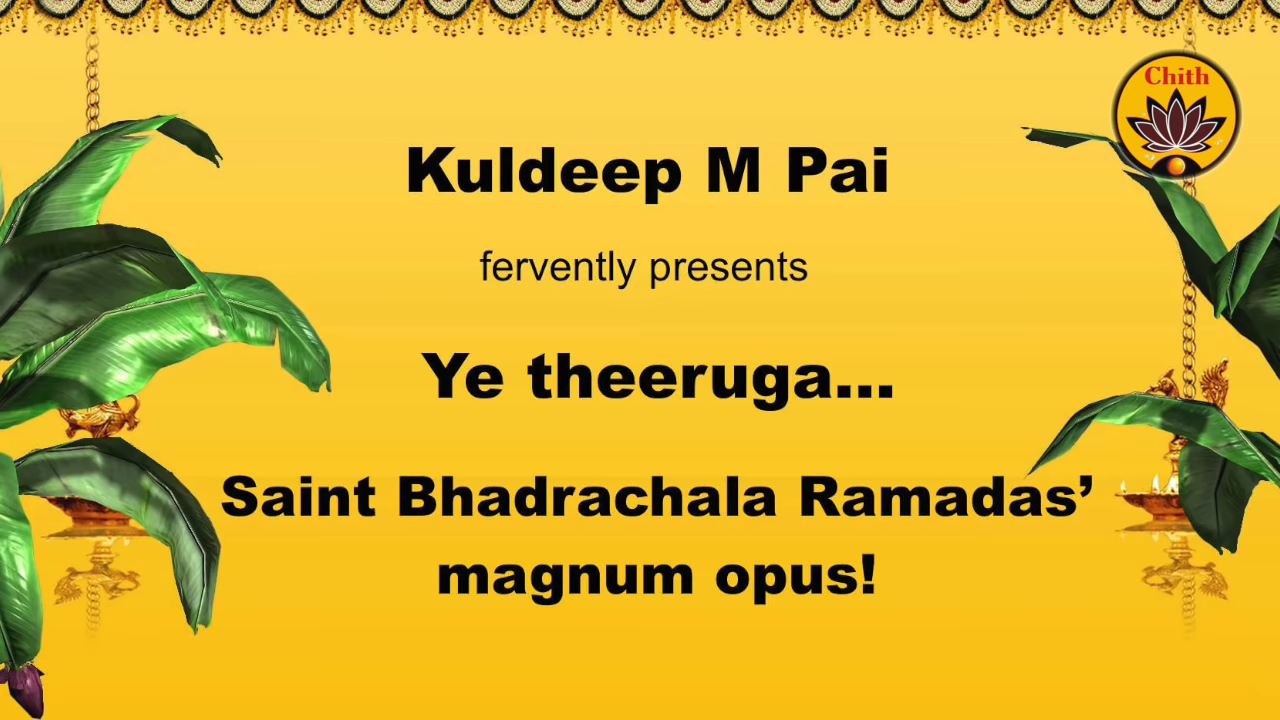 Chith
Kuldeep M Pai
fervently presents
Ye theeruga...
Saint Bhadrachala Ramadas’
magnum opus!